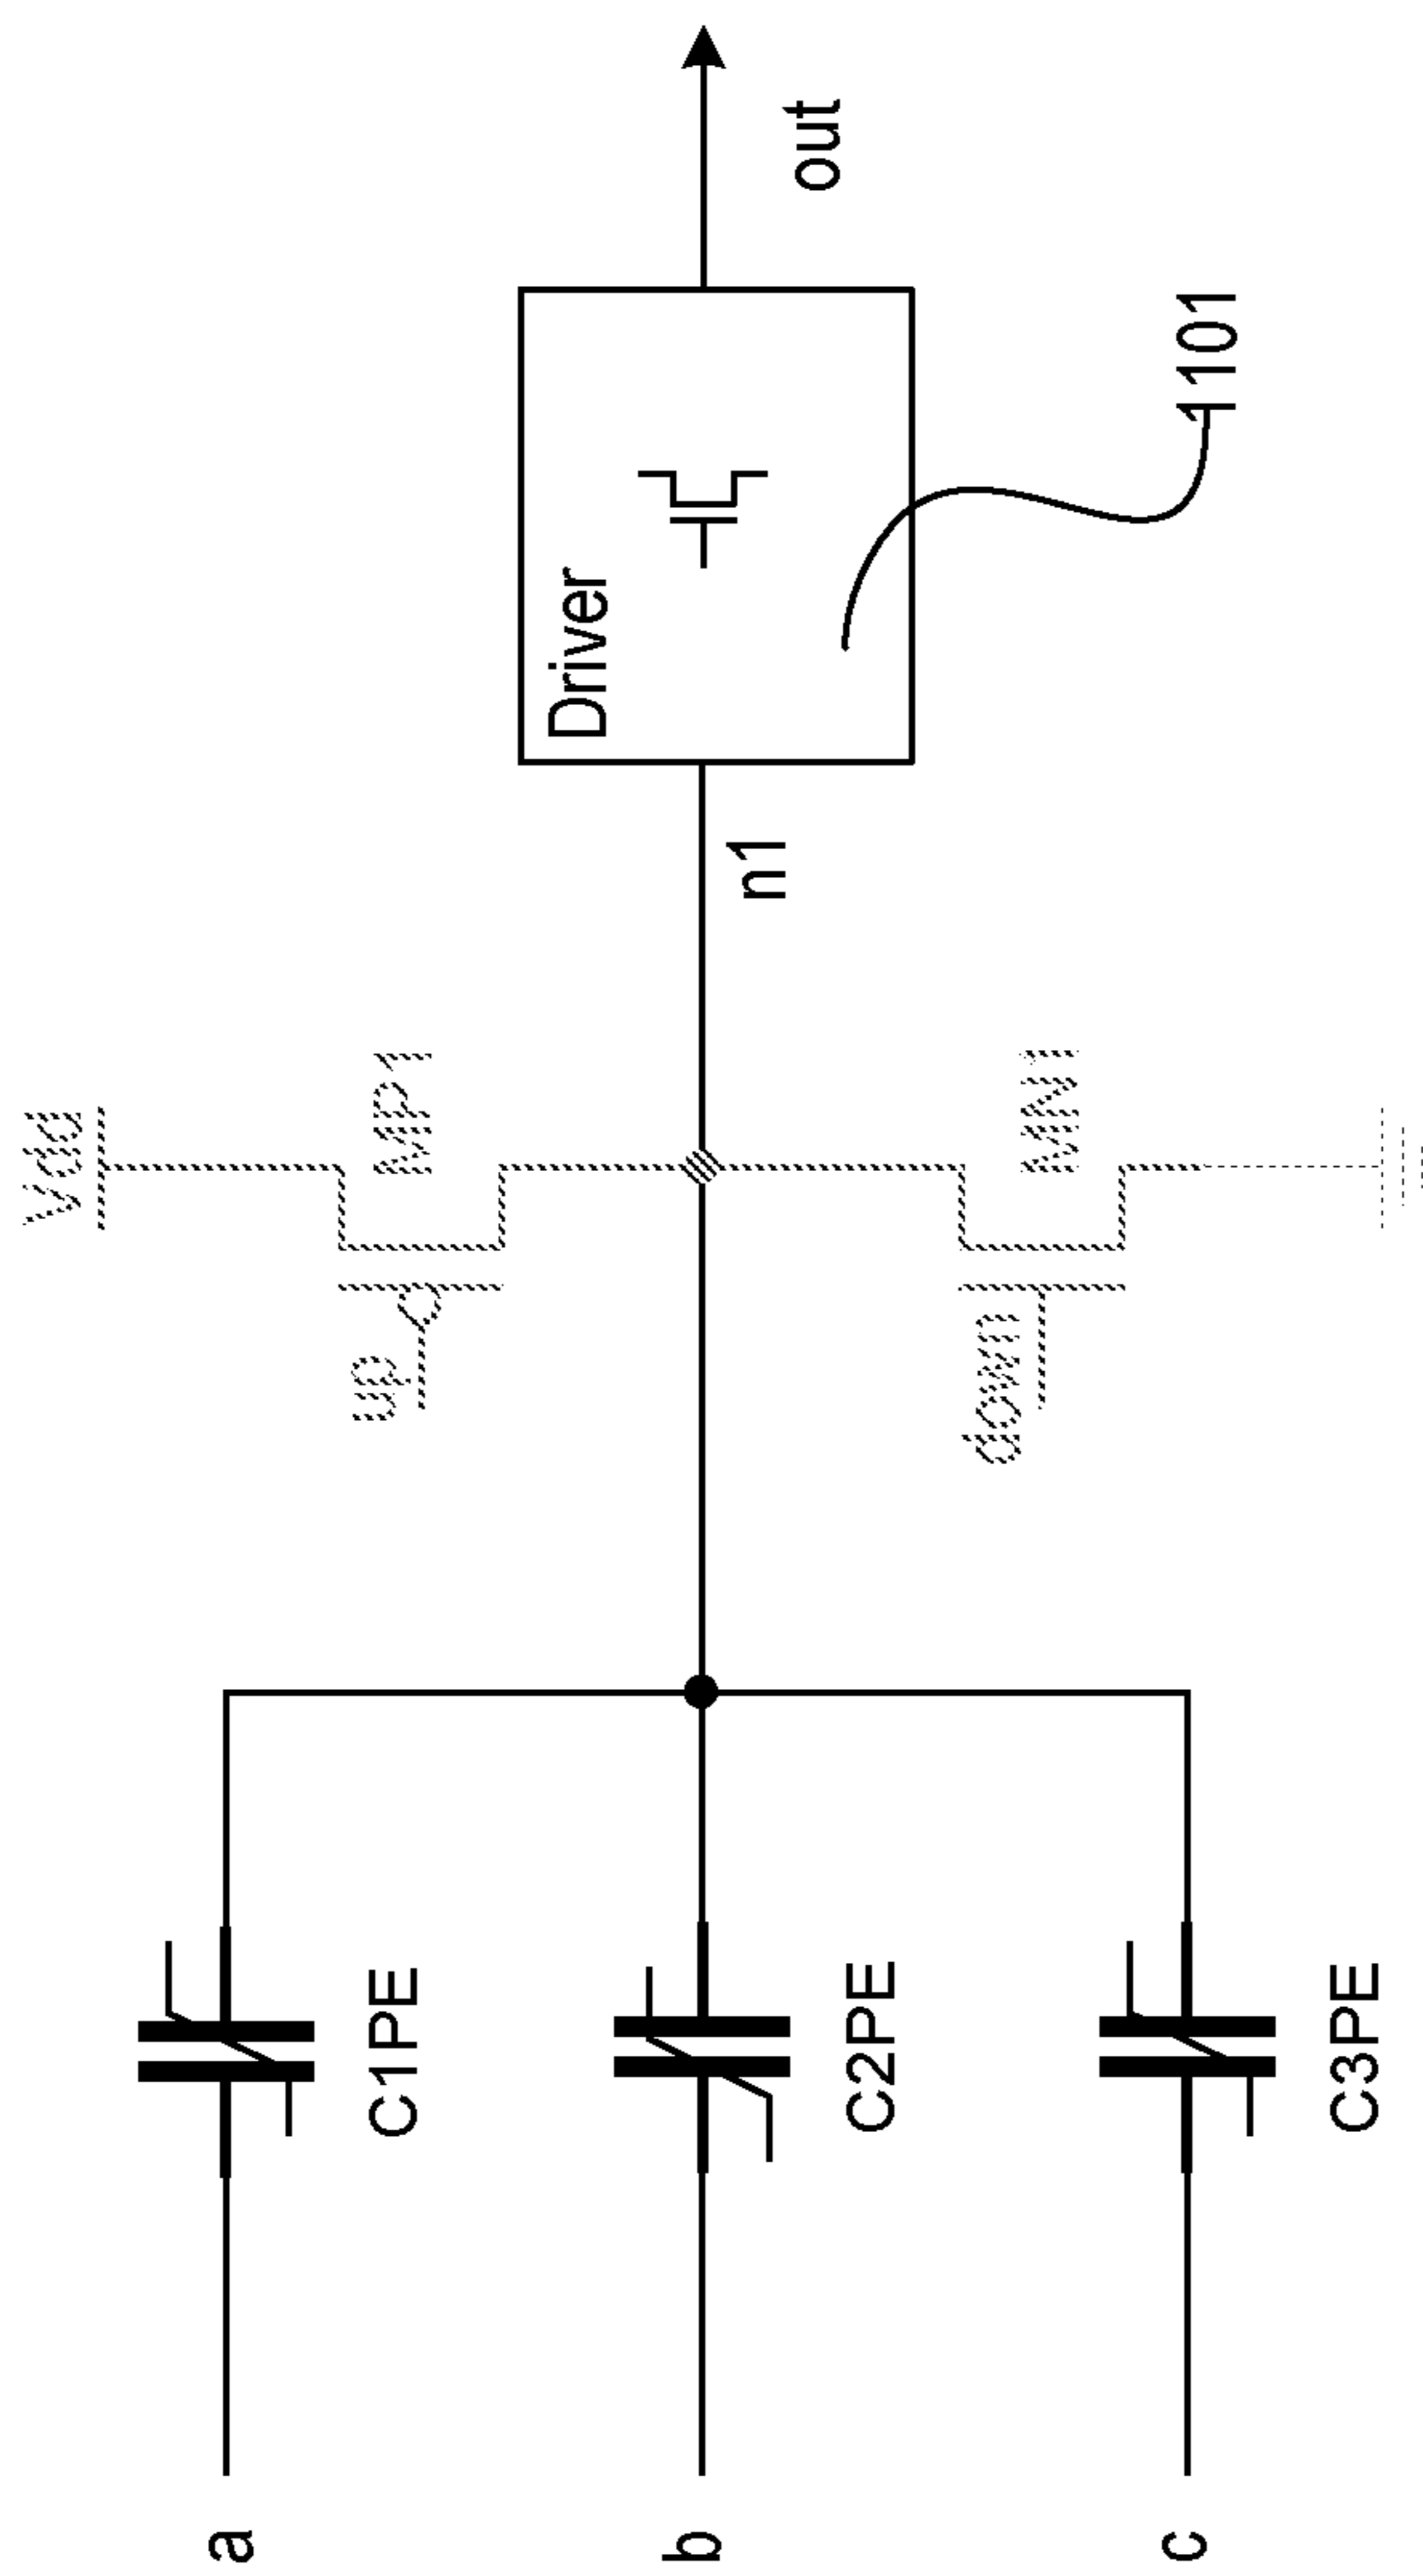 Vdd
MP1
up
a
C1PE
Driver
out
b
n1
C2PE
1101
MN1
down
c
C3PE